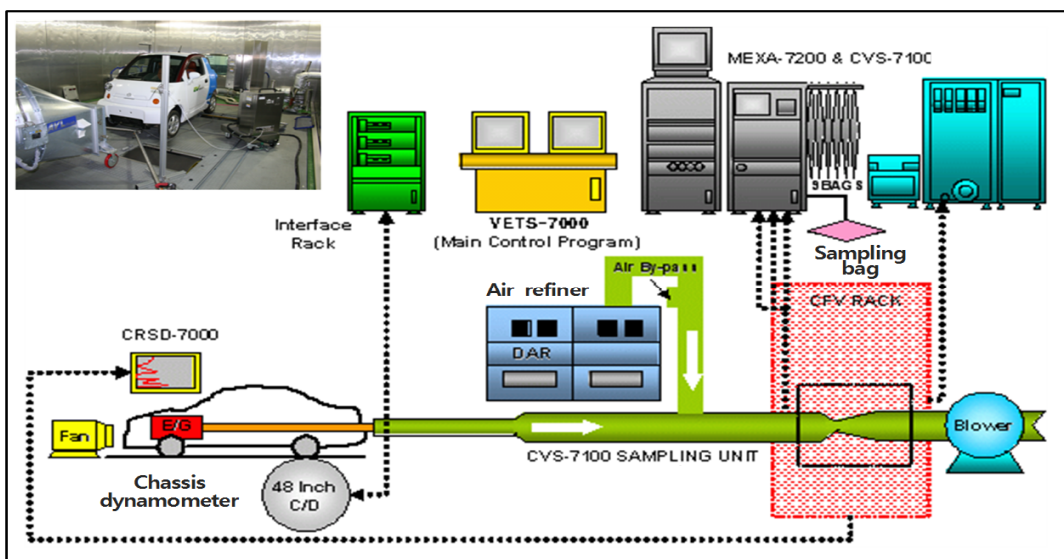 MEXA-7200 & CVS-7100
9BAGS
Interface
Rack
VETS-7000
(Main Control Program)
Sampling
bag
Air By-pass
CFV RACK
Air refiner
DAR
CRSD-7000
Fan
E/G
Blower
CVS-7100 SAMPLING UNIT
Chassis
dynamometer
48 Inch
C/D